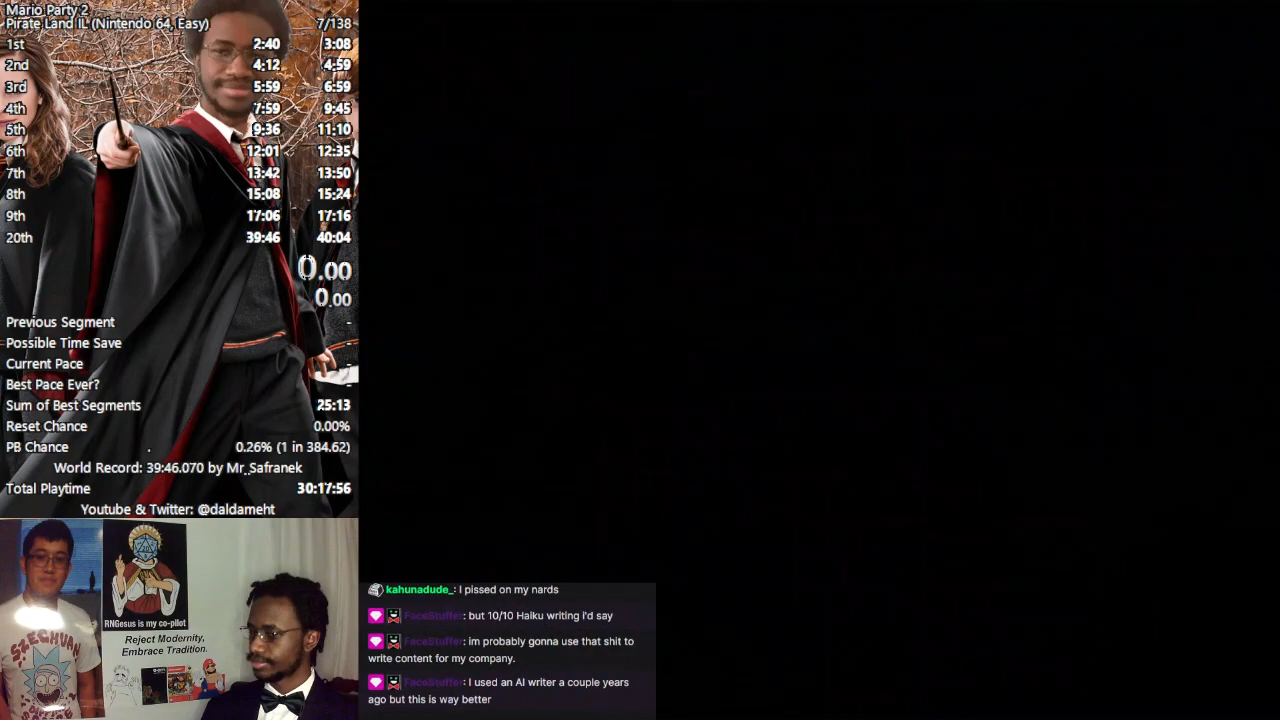 Mario Party 2
Pirate Land IL (Nintendo 64, Easy) 7/138
1st 2:40 3:08
2nd 4:12 4:59
3rd 5:59 6:59
4th 7:59 9:45
5th 9:36 11:10
6th 12:01 12:35
7th 13:42 13:50
8th 15:08 15:24
9th 17:06 17:16
20th 39:46 40:04
0.00
0.00
Previous Segment -
Possible Time Save -
Current Pace -
Best Pace Ever? -
Sum of Best Segments 25:13
Reset Chance 0.00%
PB Chance 0.26% (1 in 384.62)
World Record: 39:46.070 by Mr_Safranek
Total Playtime 30:17:56
Youtube & Twitter: @daldameht
SZECHUAN
RNGesus is my co-pilot
Reject Modernity,
Embrace Tradition.
kahunadude_: I pissed on my nards
FaceStuffer: but 10/10 Haiku writing i'd say
FaceStuffer: im probably gonna use that shit to
write content for my company.
FaceStuffer: I used an AI writer a couple years
ago but this is way better